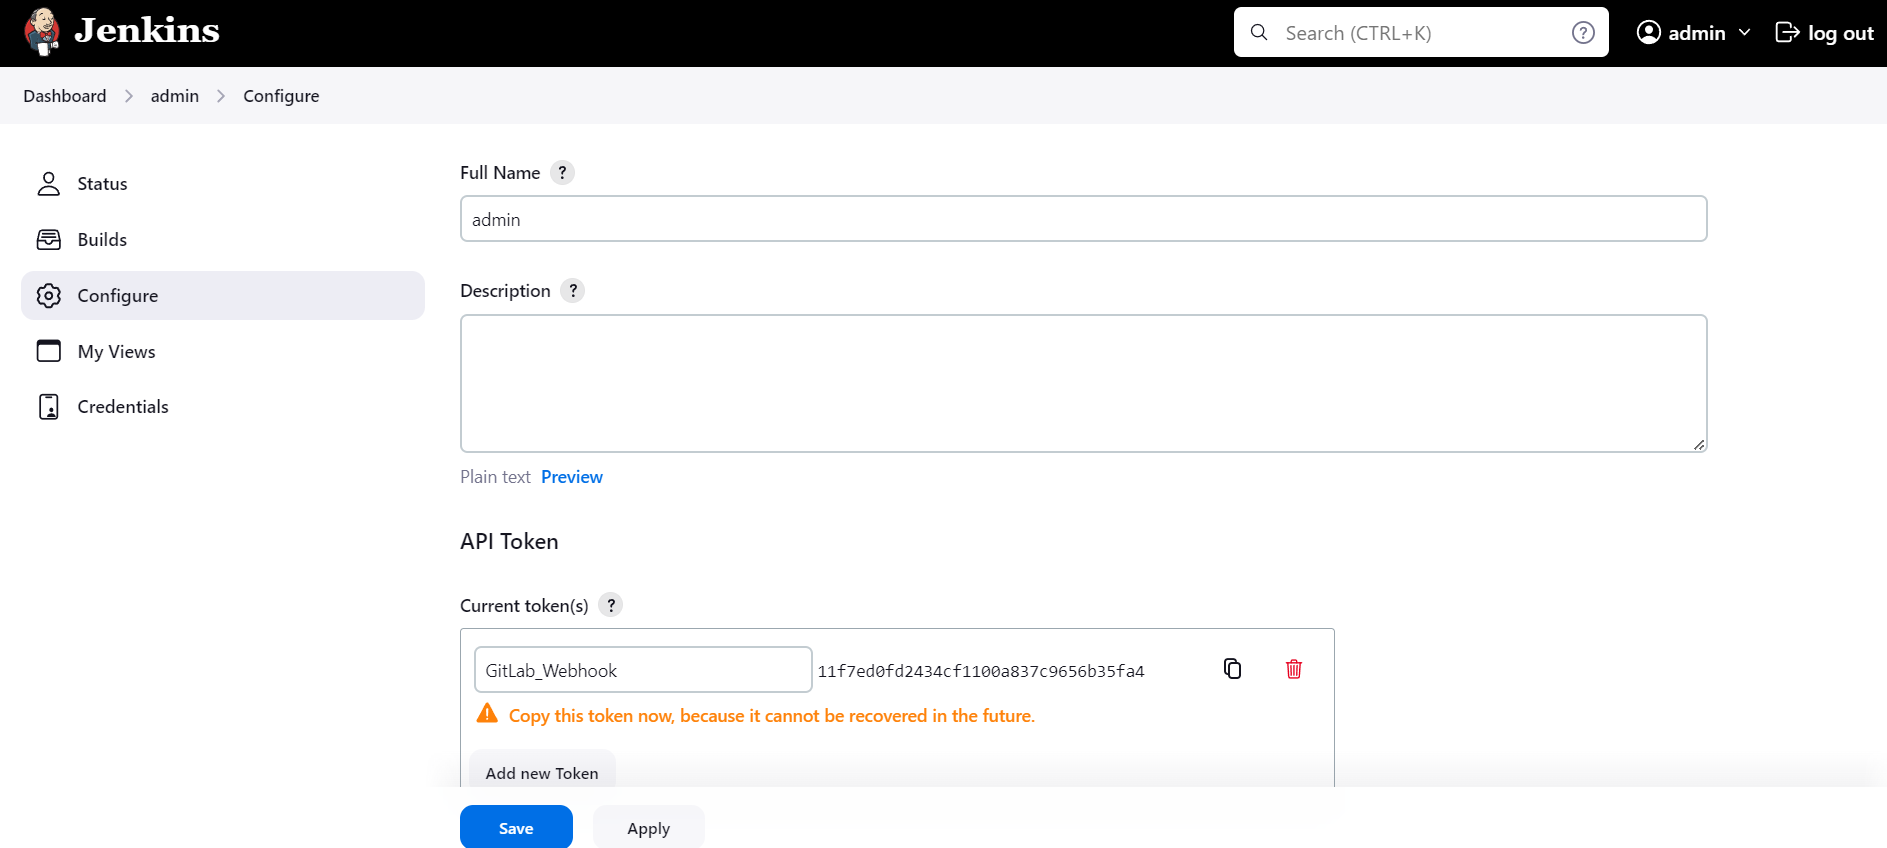 Jenkins
Search (CTRL+K)
?
admin
log out
Dashboard
admin
Configure
Status
Builds
Configure
My Views
Credentials
Full Name ?
admin
Description ?
Plain text Preview
API Token
Current token(s) ?
GitLab_Webhook 11f7ed0fd2434cf1100a837c9656b35fa4
Copy this token now, because it cannot be recovered in the future.
Add new Token
Save
Apply